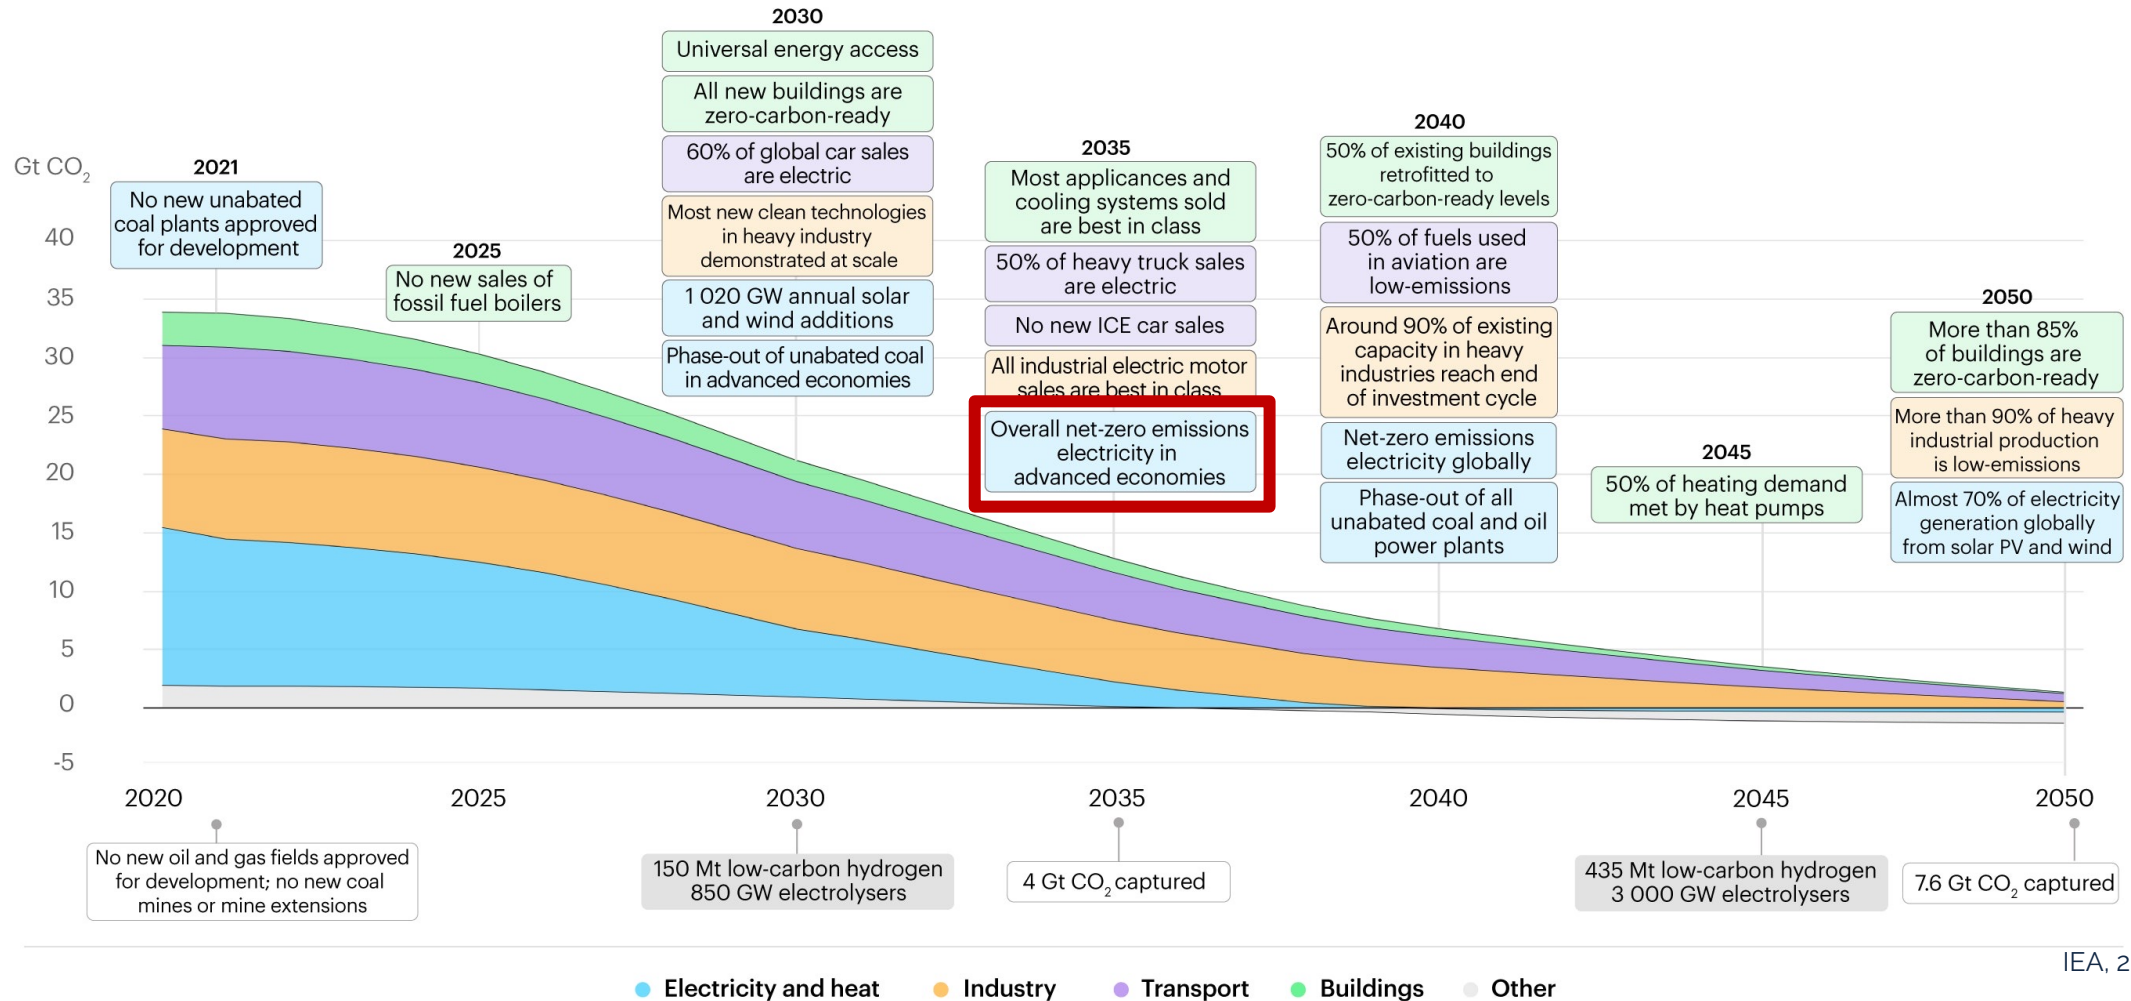 Gt CO2
40
35
30
25
20
15
10
5
0
-5
2021
No new unabated
coal plants approved
for development
2025
No new sales of
fossil fuel boilers
2030
Universal energy access
All new buildings are
zero-carbon-ready
60% of global car sales
are electric
Most new clean technologies
in heavy industry
demonstrated at scale
1 020 GW annual solar
and wind additions
Phase-out of unabated coal
in advanced economies
2035
Most applicances and
cooling systems sold
are best in class
50% of heavy truck sales
are electric
No new ICE car sales
All industrial electric motor
sales are best in class
Overall net-zero emissions
electricity in
advanced economies
2040
50% of existing buildings
retrofitted to
zero-carbon-ready levels
50% of fuels used
in aviation are
low-emissions
Around 90% of existing
capacity in heavy
industries reach end
of investment cycle
Net-zero emissions
electricity globally
Phase-out of all
unabated coal and oil
power plants
2045
50% of heating demand
met by heat pumps
2050
More than 85%
of buildings are
zero-carbon-ready
More than 90% of heavy
industrial production
is low-emissions
Almost 70% of electricity
generation globally
from solar PV and wind
2020
2025
2030
2035
2040
2045
2050
No new oil and gas fields approved
for development; no new coal
mines or mine extensions
150 Mt low-carbon hydrogen
850 GW electrolysers
4 Gt CO2 captured
435 Mt low-carbon hydrogen
3 000 GW electrolysers
7.6 Gt CO2 captured
IEA, 2
Electricity and heat
Industry
Transport
Buildings
Other